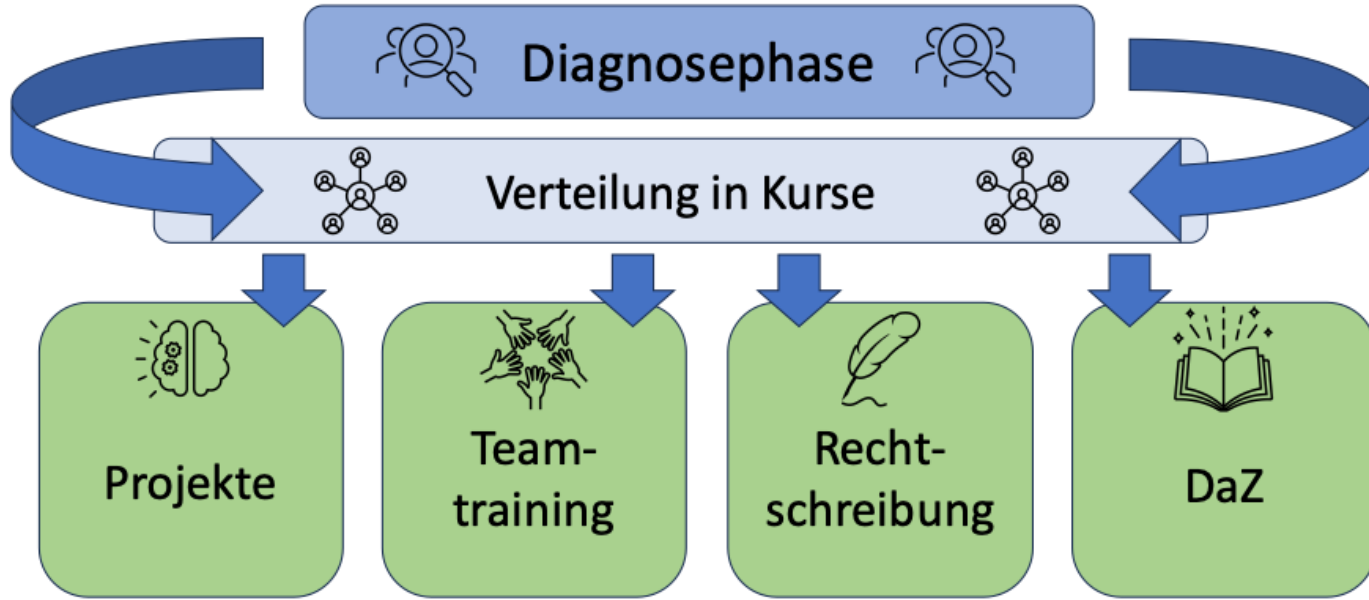 Diagnosephase
Verteilung in Kurse
Projekte
Team-
training
Recht-
schreibung
DaZ